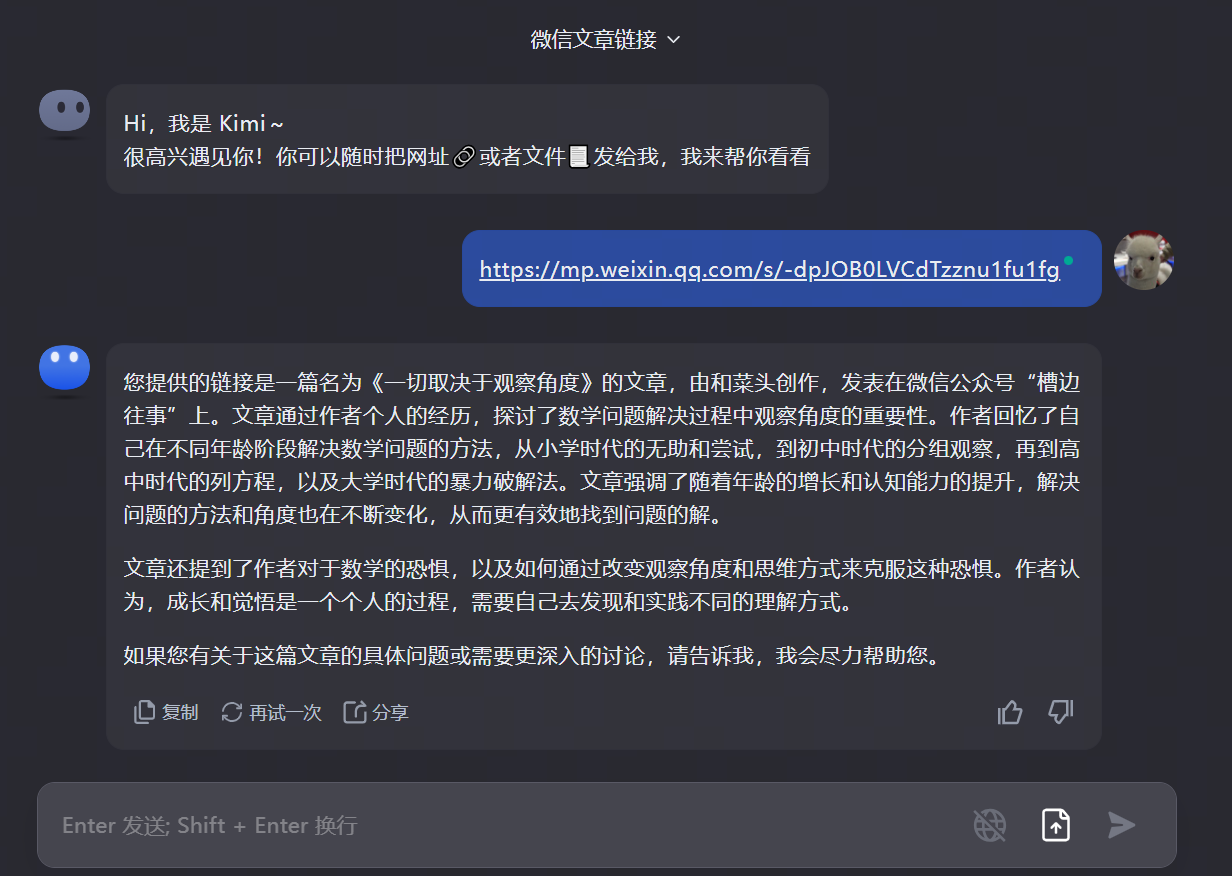 微信文章链接
Hi，我是 Kimi～
很高兴遇见你！你可以随时把网址🔗或者文件📃发给我，我来帮你看看
https://mp.weixin.qq.com/s/-dpJOB0LVCdTzznu1fu1fg
您提供的链接是一篇名为《一切取决于观察角度》的文章，由和菜头创作，发表在微信公众号“槽边
往事”上。文章通过作者个人的经历，探讨了数学问题解决过程中观察角度的重要性。作者回忆了自
己在不同年龄阶段解决数学问题的方法，从小学时代的无助和尝试，到初中时代的分组观察，再到高
中时代的列方程，以及大学时代的暴力破解法。文章强调了随着年龄的增长和认知能力的提升，解决
问题的方法和角度也在不断变化，从而更有效地找到问题的解。
文章还提到了作者对于数学的恐惧，以及如何通过改变观察角度和思维方式来克服这种恐惧。作者认
为，成长和觉悟是一个个人的过程，需要自己去发现和实践不同的理解方式。
如果您有关于这篇文章的具体问题或需要更深入的讨论，请告诉我，我会尽力帮助您。
复制 再试一次 分享
Enter 发送; Shift + Enter 换行